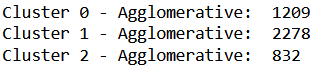 Cluster 0 - Agglomerative:  1209
Cluster 1 - Agglomerative:  2278
Cluster 2 - Agglomerative:  832